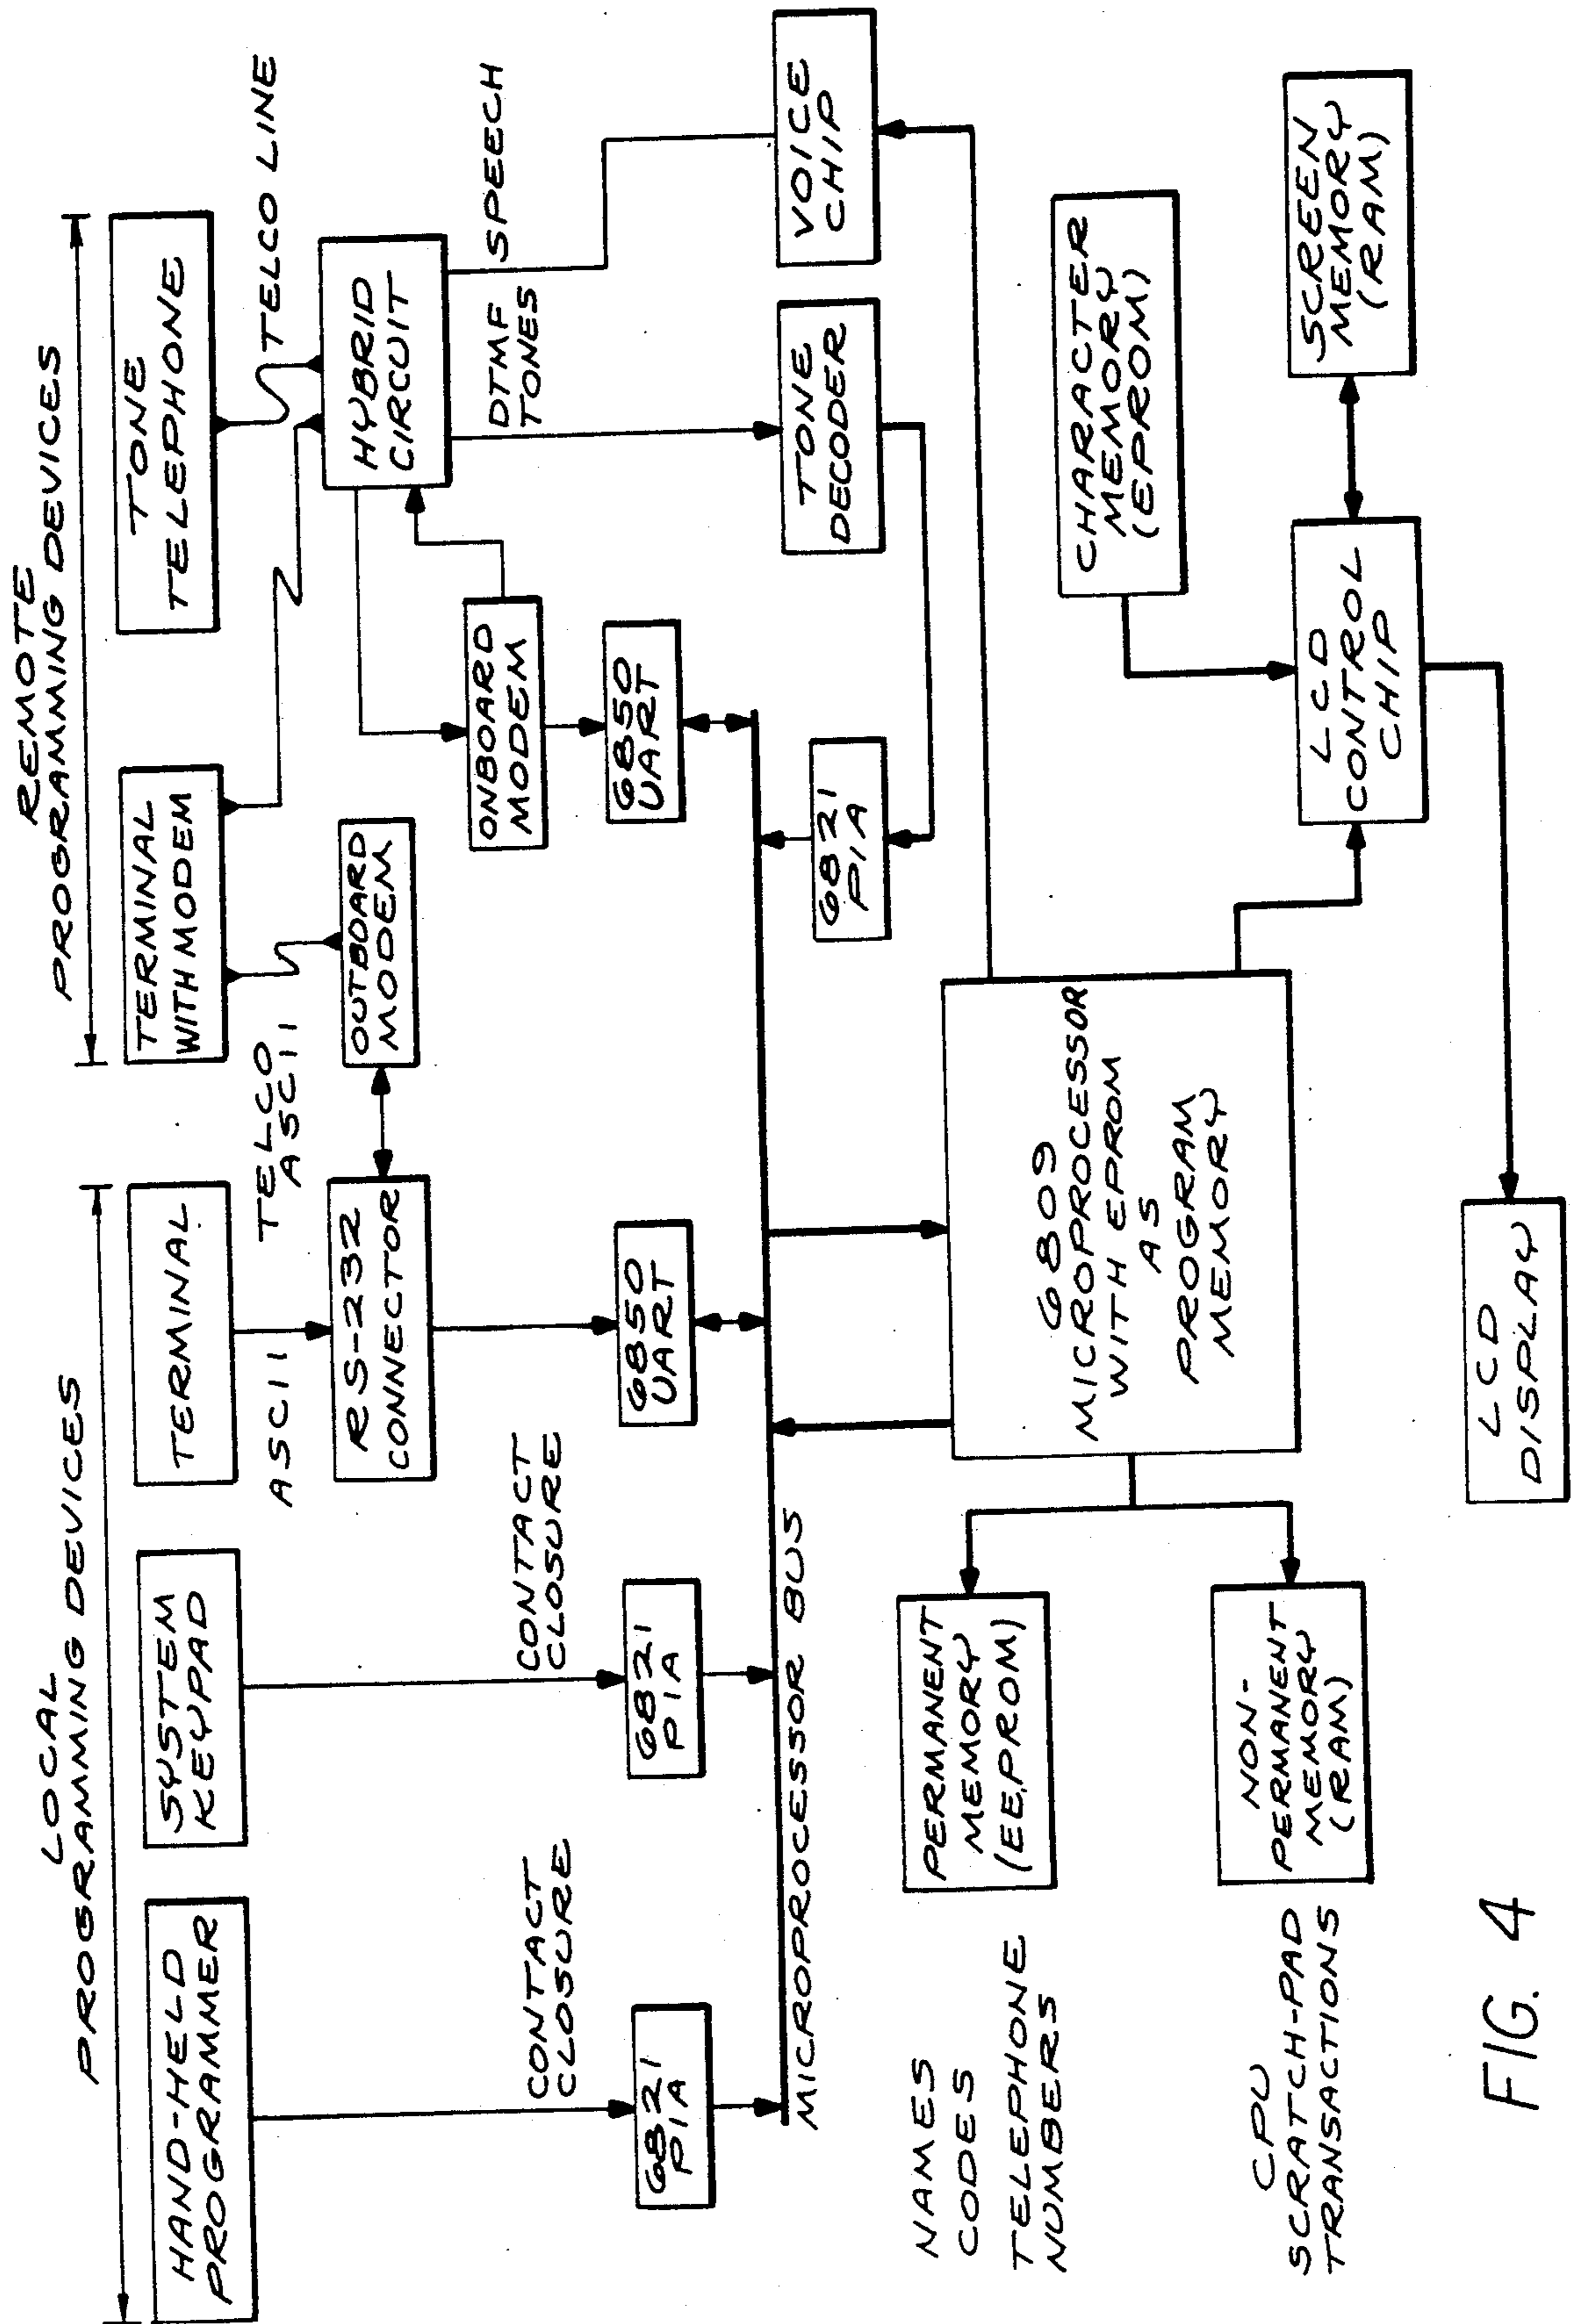 LOCAL
PROGRAMMING DEVICES
REMOTE
PROGRAMMING DEVICES
HAND-HELD
PROGRAMMER
SYSTEM
KEYPAD
TERMINAL
TERMINAL
WITH MODEM
TONE
TELEPHONE
ASCII
TELCO
ASCII
TELCO LINE
RS-232
CONNECTOR
OUTBOARD
MODEM
HYBRID
CIRCUIT
CONTACT
CLOSURE
CONTACT
CLOSURE
ONBOARD
MODEM
DTMF
TONES
SPEECH
6821
PIA
6821
PIA
6850
UART
6850
UART
TONE
DECODER
VOICE
CHIP
MICROPROCESSOR BUS
6821
PIA
NAMES
CODES
TELEPHONE
NUMBERS
PERMANENT
MEMORY
(EE,PROM)
6809
MICROPROCESSOR
WITH EPROM
AS
PROGRAM
MEMORY
CHARACTER
MEMORY
(EPROM)
CPU
SCRATCH-PAD
TRANSACTIONS
NON-
PERMANENT
MEMORY
(RAM)
LCD
CONTROL
CHIP
SCREEN
MEMORY
(RAM)
LCD
DISPLAY
FIG. 4